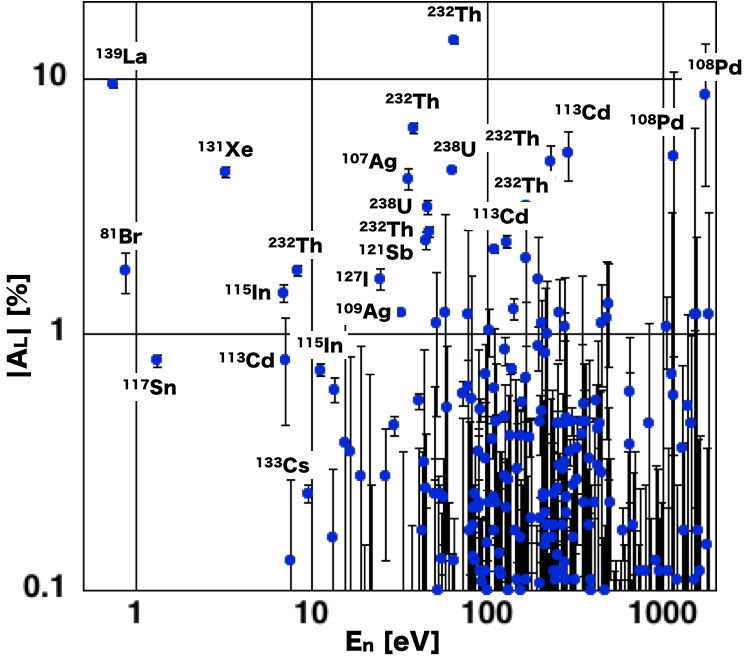 ²³²Th
¹³⁹La
10
¹⁰⁸Pd
²³²Th
¹¹³Cd
¹⁰⁸Pd
¹³¹Xe
¹⁰⁷Ag
²³⁸U
²³²Th
²³²Th
²³⁸U
¹¹³Cd
⁸¹Br
²³²Th
²³²Th
¹²¹Sb
¹¹⁵In
¹²⁷I
¹⁰⁹Ag
|AL| [%]
1
¹¹⁵In
¹¹³Cd
¹¹⁷Sn
¹³³Cs
0.1
1 10 100 1000
En [eV]